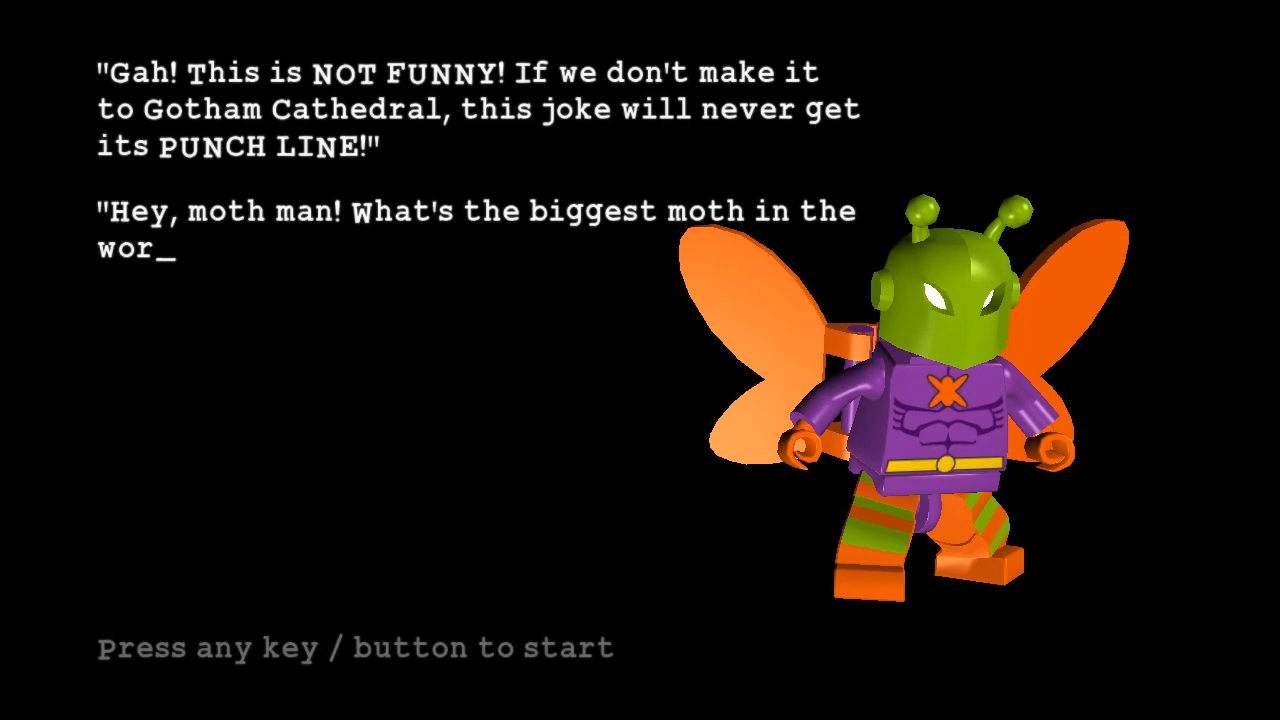 "Gah! This is NOT FUNNY! If we don't make it
to Gotham Cathedral, this joke will never get
its PUNCH LINE!"
"Hey, moth man! What's the biggest moth in the
wor_
Press any key / button to start